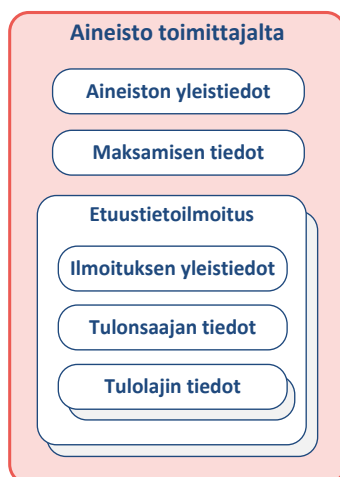 Aineisto toimittajalta
Aineiston yleistiedot
Maksamisen tiedot
Etuustietoilmoitus
Ilmoituksen yleistiedot
Tulonsaajan tiedot
Tulolajin tiedot